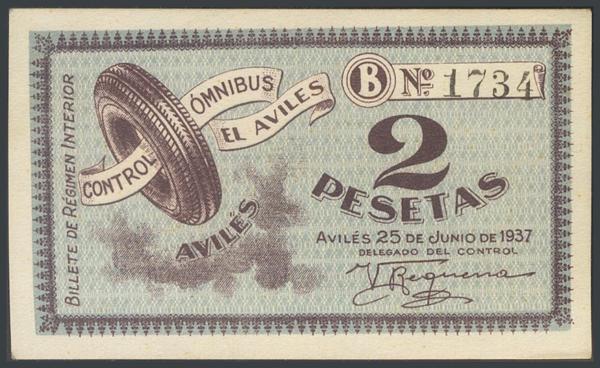 BILLETE DE RÉGIMEN INTERIOR
CONTROL ÓMNIBUS
EL AVILES
AVILÉS
B Nº 1734
2
PESETAS
AVILÉS 25 DE JUNIO DE 1937
DELEGADO DEL CONTROL
V Requena